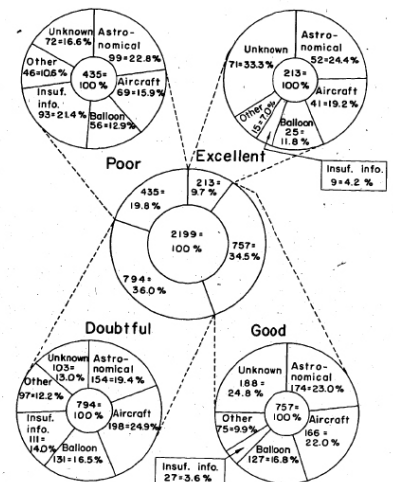 Unknown
72=16.6%
Astro-
nomical
99=22.8%
Other
46=10.6%
435=
100%
Aircraft
69=15.9%
Insuf.
info.
93=21.4%
Balloon
56=12.9%
Poor
Unknown
71=33.3%
Astro-
nomical
52=24.4%
213=
100%
Aircraft
41=19.2%
Other
15=7.0%
Balloon
25=
11.8%
Insuf. info.
9=4.2 %
Excellent
435=
19.8%
213=
9.7%
2199=
100 %
757=
34.5%
794=
36.0%
Doubtful
Unknown
103=
13.0%
Astro-
nomical
154=19.4%
Other
97=12.2%
794=
100%
Aircraft
198=24.9%
Insuf.
info.
111=
14.0%
Balloon
131=16.5%
Good
Unknown
188=
24.8%
Astro-
nomical
174=23.0%
Other
75=9.9%
757=
100%
Aircraft
166=
22.0%
Balloon
127=16.8%
Insuf. info.
27=3.6 %